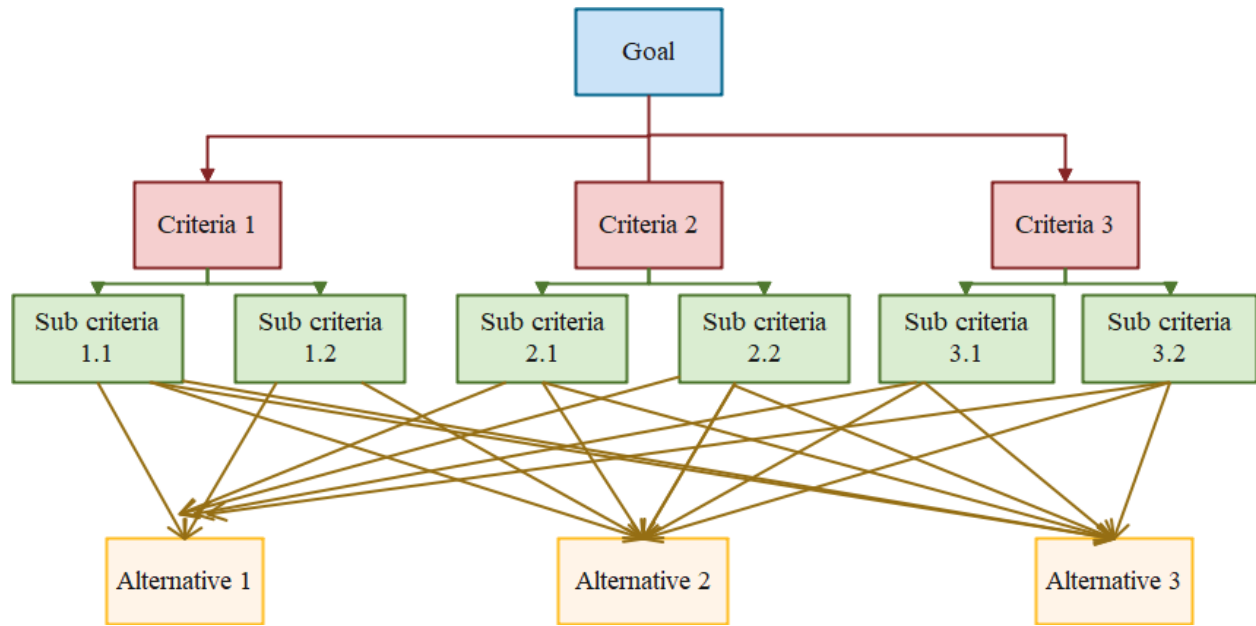 Goal
Criteria 1
Criteria 2
Criteria 3
Sub criteria
1.1
Sub criteria
1.2
Sub criteria
2.1
Sub criteria
2.2
Sub criteria
3.1
Sub criteria
3.2
Alternative 1
Alternative 2
Alternative 3